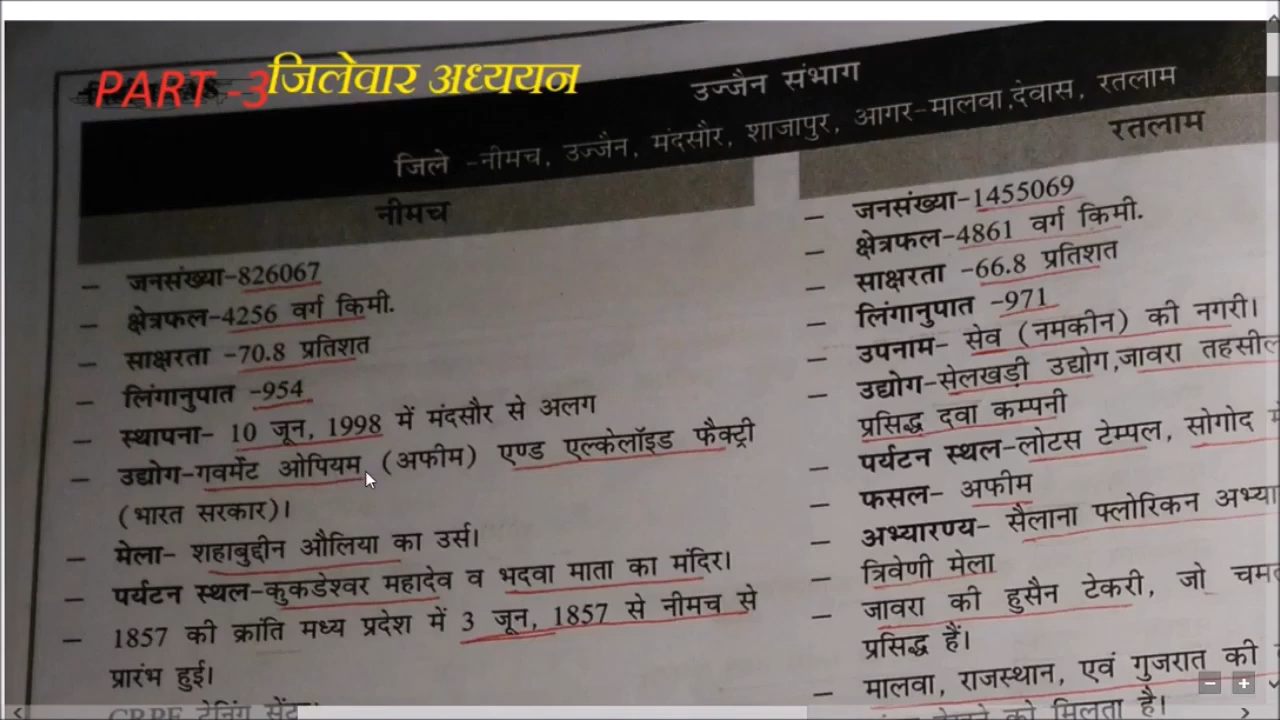 PART -3 जिलेवार अध्ययन
उज्जैन संभाग
जिले -नीमच, उज्जैन, मंदसौर, शाजापुर, आगर-मालवा,देवास, रतलाम
नीमच
– जनसंख्या-826067
– क्षेत्रफल-4256 वर्ग किमी.
– साक्षरता -70.8 प्रतिशत
– लिंगानुपात -954
– स्थापना- 10 जून, 1998 में मंदसौर से अलग
– उद्योग-गवमेंट ओपियम (अफीम) एण्ड एल्केलॉइड फैक्ट्री
(भारत सरकार)।
– मेला- शहाबुद्दीन औलिया का उर्स।
– पर्यटन स्थल-कुकडेश्वर महादेव व भदवा माता का मंदिर।
– 1857 की क्रांति मध्य प्रदेश में 3 जून, 1857 से नीमच से
प्रारंभ हुई।
रतलाम
– जनसंख्या-1455069
– क्षेत्रफल-4861 वर्ग किमी.
– साक्षरता -66.8 प्रतिशत
– लिंगानुपात -971
– उपनाम- सेव (नमकीन) की नगरी।
– उद्योग-सेलखड़ी उद्योग,जावरा तहसील
प्रसिद्ध दवा कम्पनी
– पर्यटन स्थल-लोटस टेम्पल, सोगोद
– फसल- अफीम
– अभ्यारण्य- सैलाना फ्लोरिकन
– त्रिवेणी मेला
– जावरा की हुसैन टेकरी, जो
प्रसिद्ध हैं।
– मालवा, राजस्थान, एवं गुजरात की
को मिलता है।